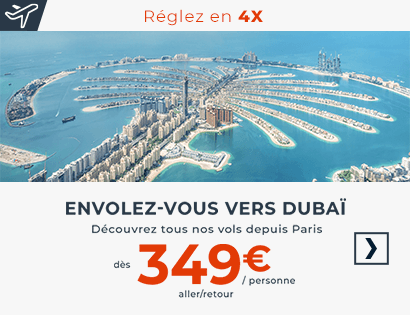 Réglez en 4X
ENVOLEZ-VOUS VERS DUBAÏ
Découvrez tous nos vols depuis Paris
dès 349€ / personne
aller/retour